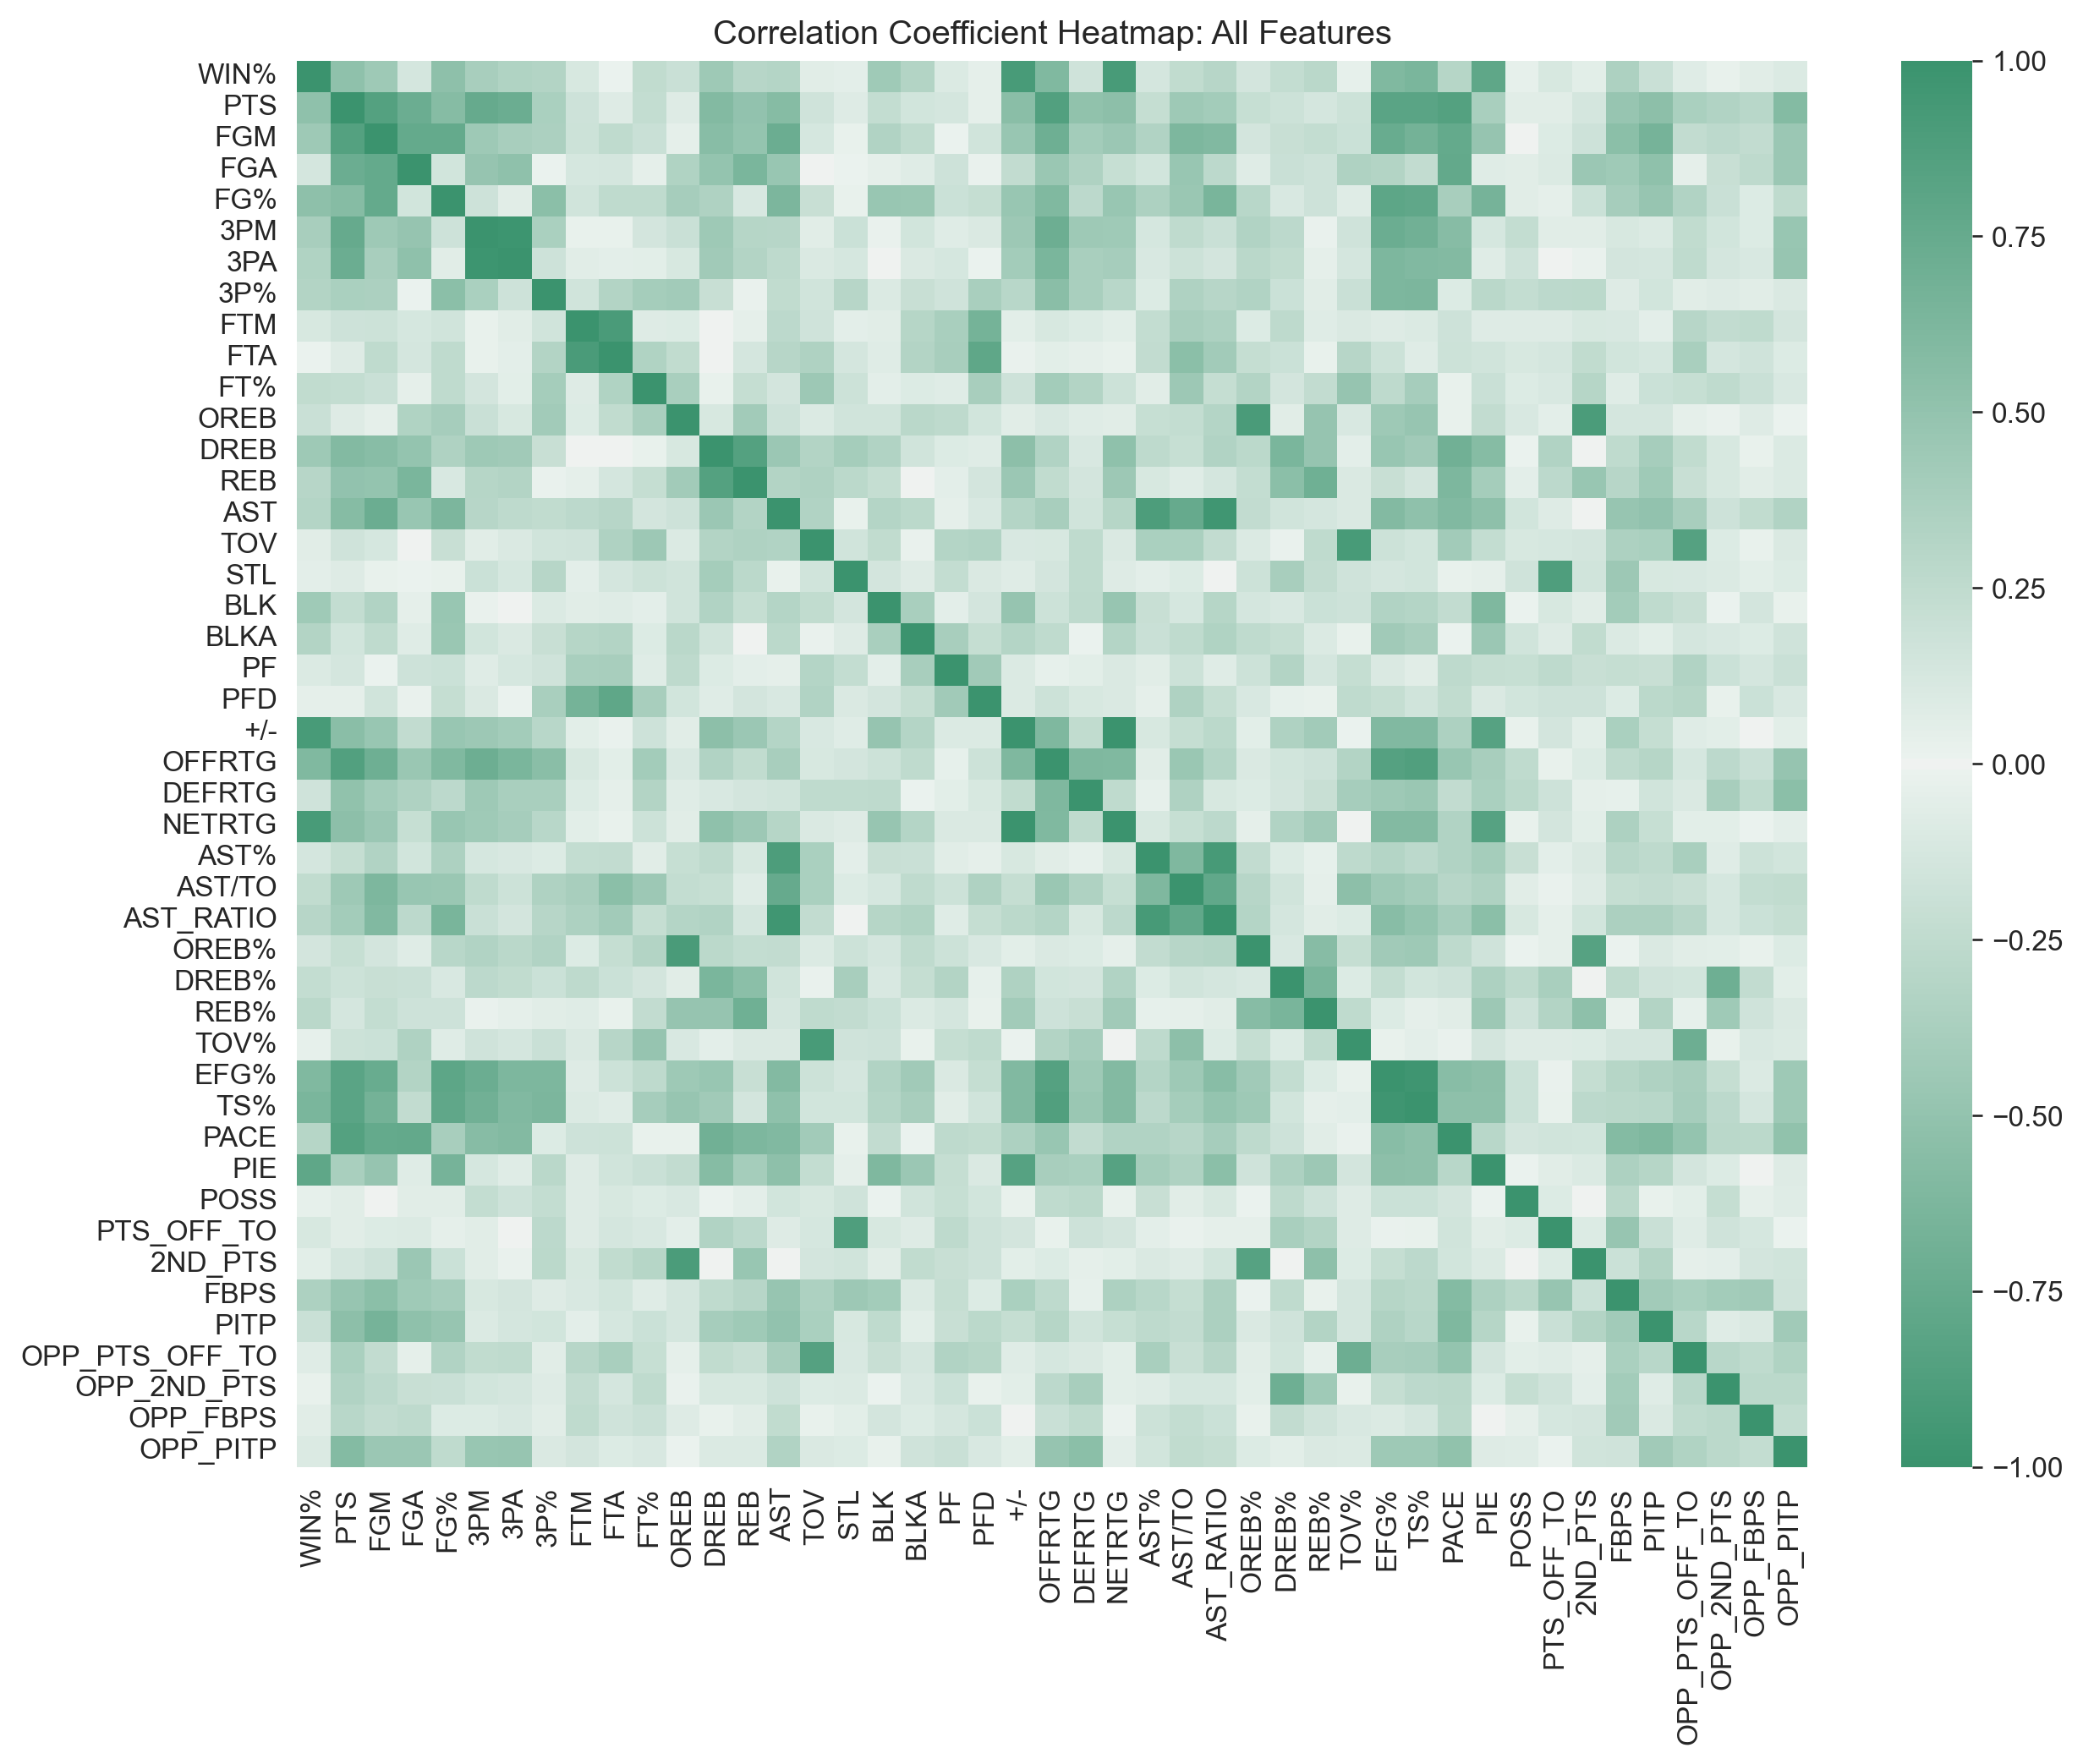 Correlation Coefficient Heatmap: All Features
WIN%
PTS
FGM
FGA
FG%
3PM
3PA
3P%
FTM
FTA
FT%
OREB
DREB
REB
AST
TOV
STL
BLK
BLKA
PF
PFD
+/-
OFFRTG
DEFRTG
NETRTG
AST%
AST/TO
AST_RATIO
OREB%
DREB%
REB%
TOV%
EFG%
TS%
PACE
PIE
POSS
PTS_OFF_TO
2ND_PTS
FBPS
PITP
OPP_PTS_OFF_TO
OPP_2ND_PTS
OPP_FBPS
OPP_PITP
WIN%
PTS
FGM
FGA
FG%
3PM
3PA
3P%
FTM
FTA
FT%
OREB
DREB
REB
AST
TOV
STL
BLK
BLKA
PF
PFD
+/-
OFFRTG
DEFRTG
NETRTG
AST%
AST/TO
AST_RATIO
OREB%
DREB%
REB%
TOV%
EFG%
TS%
PACE
PIE
POSS
PTS_OFF_TO
2ND_PTS
FBPS
PITP
OPP_PTS_OFF_TO
OPP_2ND_PTS
OPP_FBPS
OPP_PITP
1.00
0.75
0.50
0.25
0.00
−0.25
−0.50
−0.75
−1.00